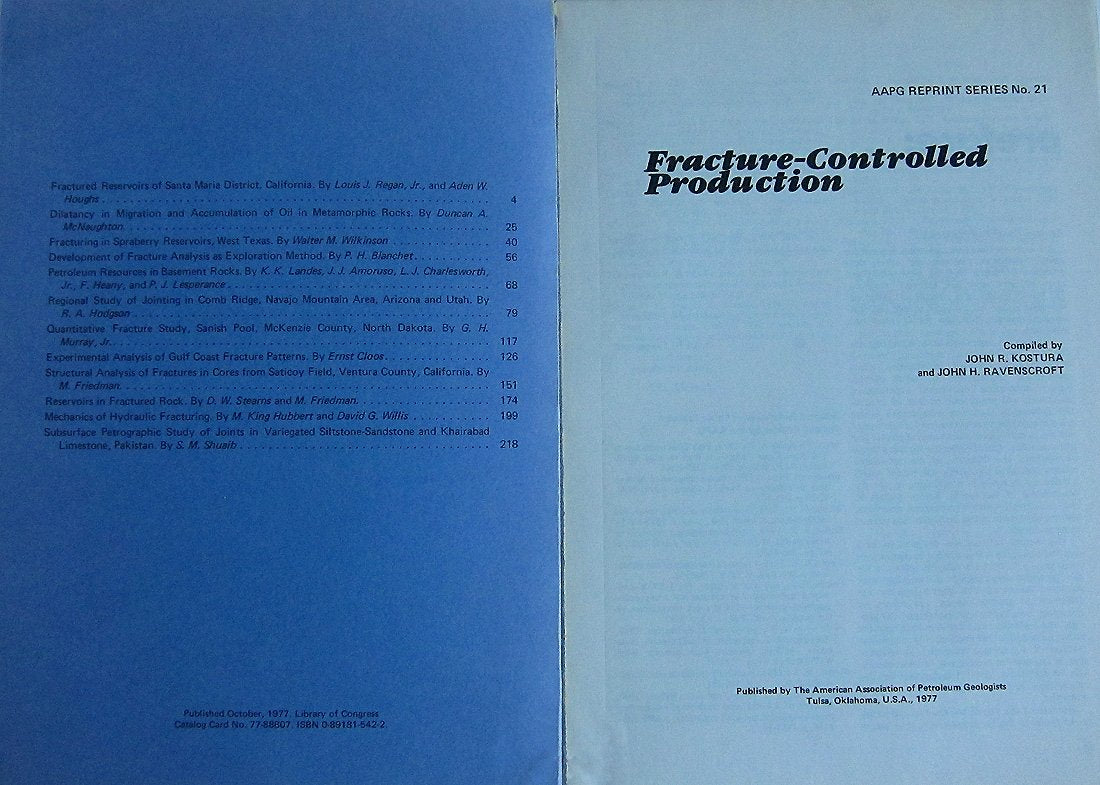 Fractured Reservoirs of Santa Maria District, California. By Louis J. Regan, Jr., and Aden W.
Houghs . . . . . . . . . . . . . . . . . . . . . . . . . . . . . . 4
Dilatancy in Migration and Accumulation of Oil in Metamorphic Rocks. By Duncan A.
McNaughton. . . . . . . . . . . . . . . . . . . . . . . . . . . . . . 25
Fracturing in Spraberry Reservoirs, West Texas. By Walter M. Wilkinson . . . . . . . . . . . . . . 40
Development of Fracture Analysis as Exploration Method. By P. H. Blanchet. . . . . . . . . . . . 56
Petroleum Resources in Basement Rocks. By K. K. Landes, J. J. Amoruso, L. J. Charlesworth,
Jr., F. Heany, and P. J. Lesperance . . . . . . . . . . . . . . . . . . . . . . . . . . 68
Regional Study of Jointing in Comb Ridge, Navajo Mountain Area, Arizona and Utah. By
R. A. Hodgson . . . . . . . . . . . . . . . . . . . . . . . . . . . . . . 79
Quantitative Fracture Study, Sanish Pool, McKenzie County, North Dakota. By G. H.
Murray, Jr. . . . . . . . . . . . . . . . . . . . . . . . . . . . . . . 117
Experimental Analysis of Gulf Coast Fracture Patterns. By Ernst Cloos. . . . . . . . . . . . . . . 126
Structural Analysis of Fractures in Cores from Saticoy Field, Ventura County, California. By
M. Friedman. . . . . . . . . . . . . . . . . . . . . . . . . . . . . . 151
Reservoirs in Fractured Rock. By D. W. Stearns and M. Friedman. . . . . . . . . . . . . . . . . . . 174
Mechanics of Hydraulic Fracturing. By M. King Hubbert and David G. Willis . . . . . . . . . . . 199
Subsurface Petrographic Study of Joints in Variegated Siltstone-Sandstone and Khairabad
Limestone, Pakistan. By S. M. Shuaib . . . . . . . . . . . . . . . . . . . . . . . . . . 218
Published October, 1977. Library of Congress
Catalog Card No. 77-88807. ISBN 0-89181-542-2.
AAPG REPRINT SERIES No. 21
Fracture-Controlled
Production
Compiled by
JOHN R. KOSTURA
and JOHN H. RAVENSCROFT
Published by The American Association of Petroleum Geologists
Tulsa, Oklahoma, U.S.A., 1977